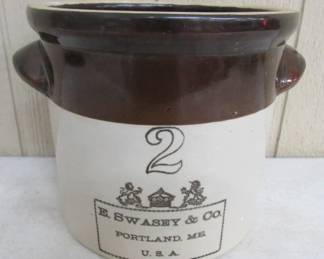 2
E. SWASEY & CO.
PORTLAND, ME.
U. S. A.